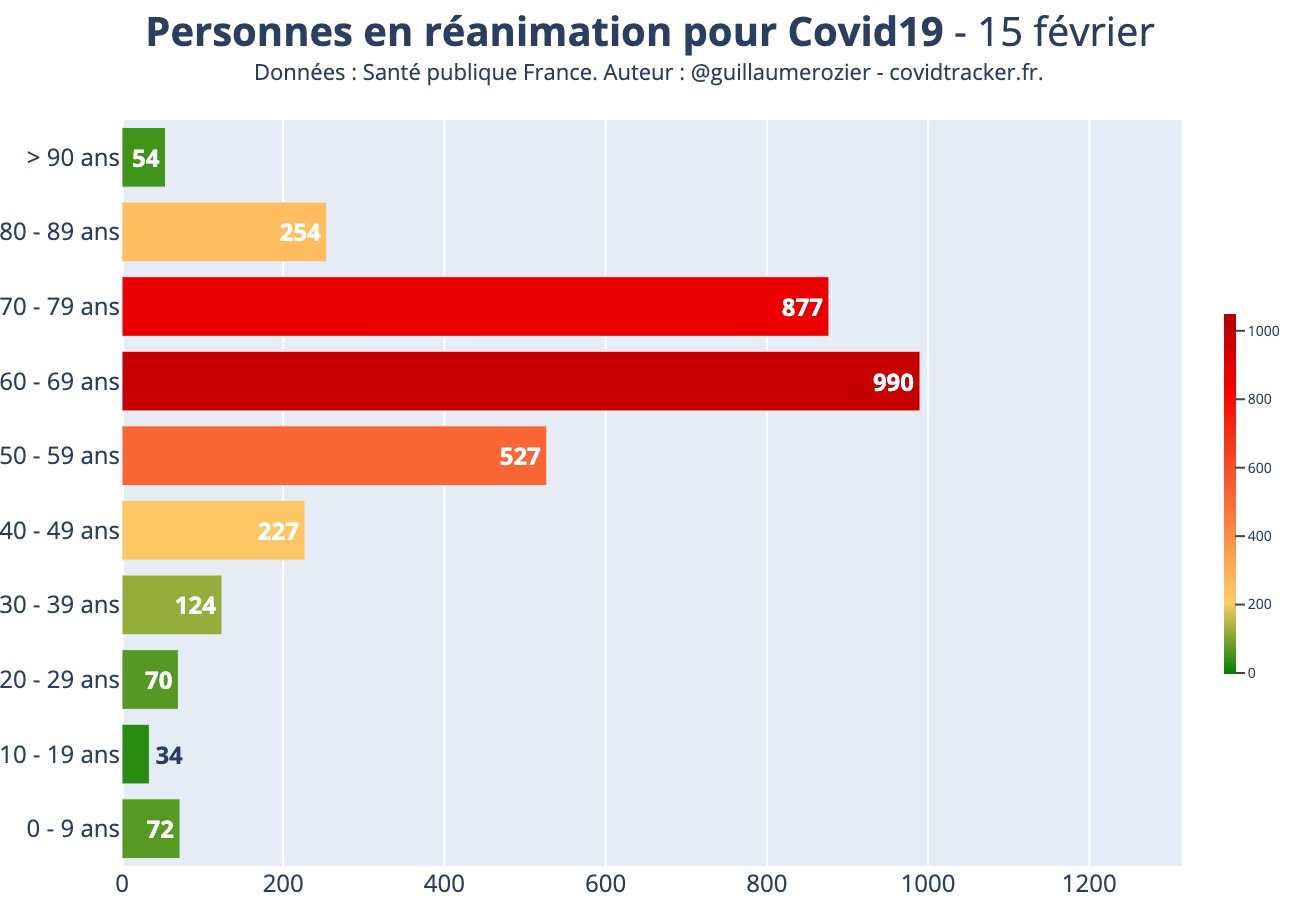 Personnes en réanimation pour Covid19 - 15 février
Données : Santé publique France. Auteur : @guillaumerozier - covidtracker.fr.
> 90 ans 54
80 - 89 ans 254
70 - 79 ans 877
60 - 69 ans 990
50 - 59 ans 527
40 - 49 ans 227
30 - 39 ans 124
20 - 29 ans 70
10 - 19 ans 34
0 - 9 ans 72
0 200 400 600 800 1000 1200
1000
800
600
400
200
0